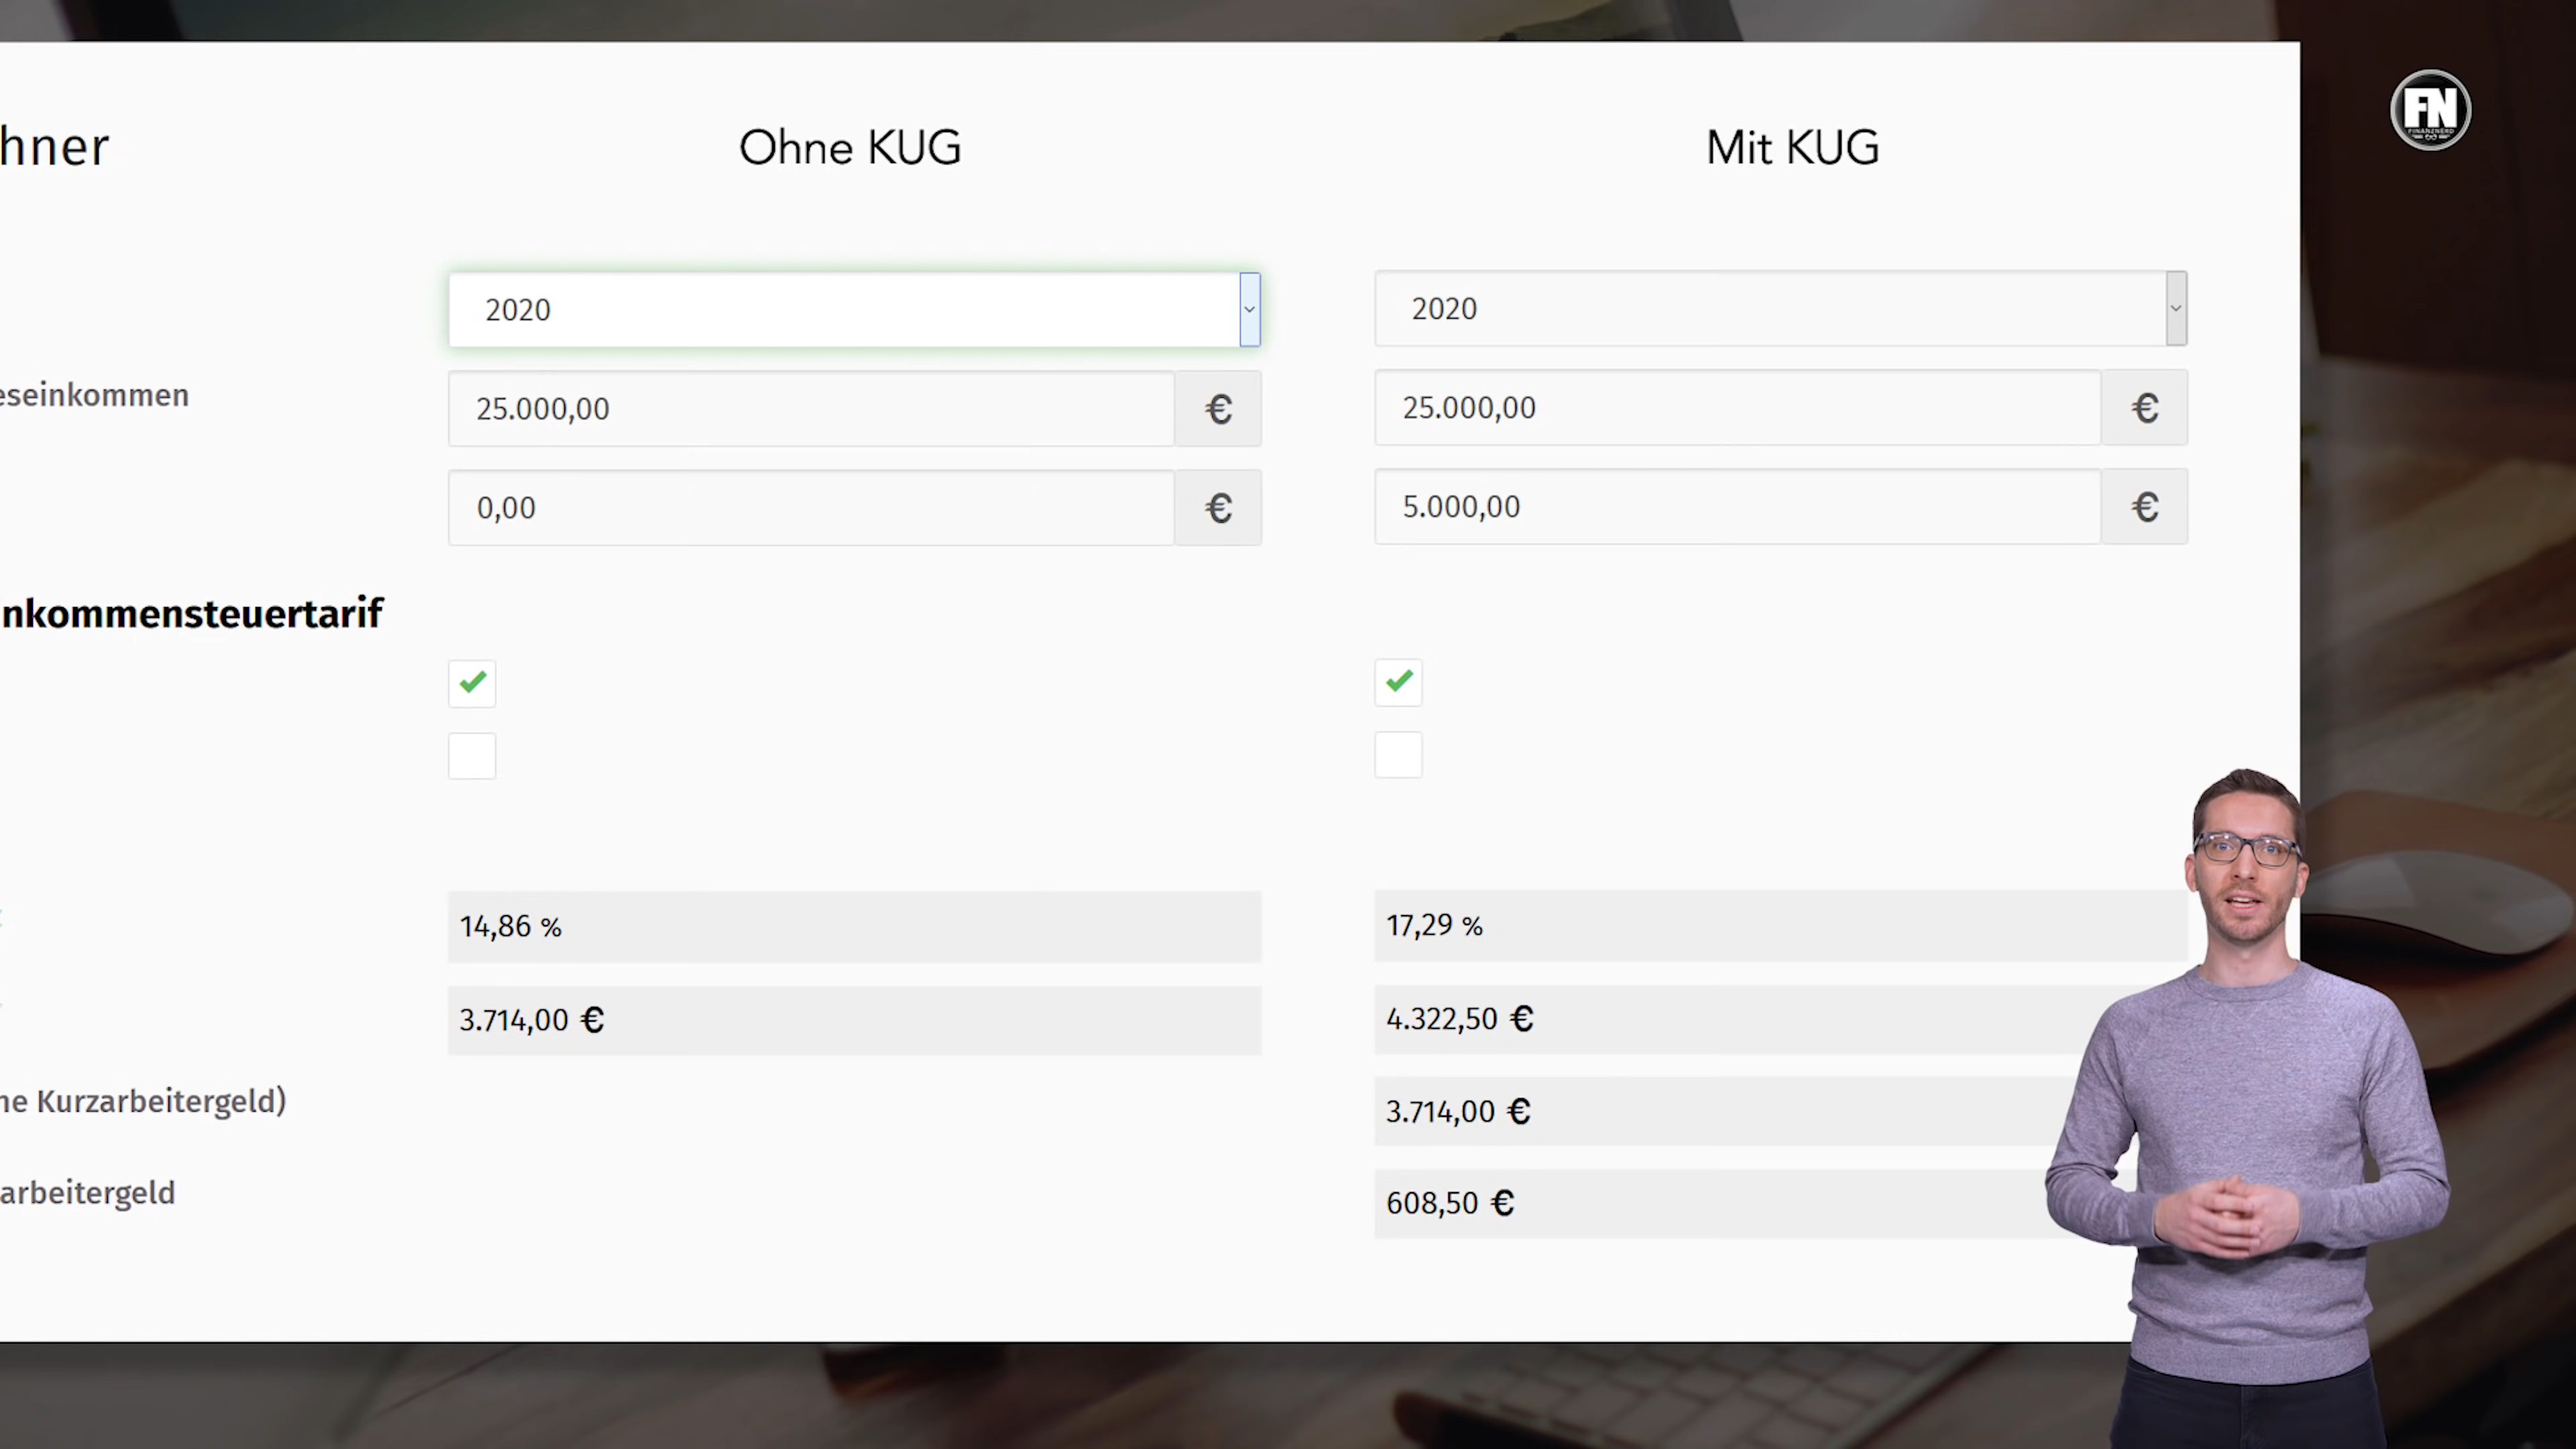 hner
Ohne KUG
Mit KUG
2020
2020
eseinkommen
25.000,00 €
25.000,00 €
0,00 €
5.000,00 €
inkommensteuertarif
14,86 %
17,29 %
3.714,00 €
4.322,50 €
ne Kurzarbeitergeld)
3.714,00 €
arbeitergeld
608,50 €
FN
FINANZNERD